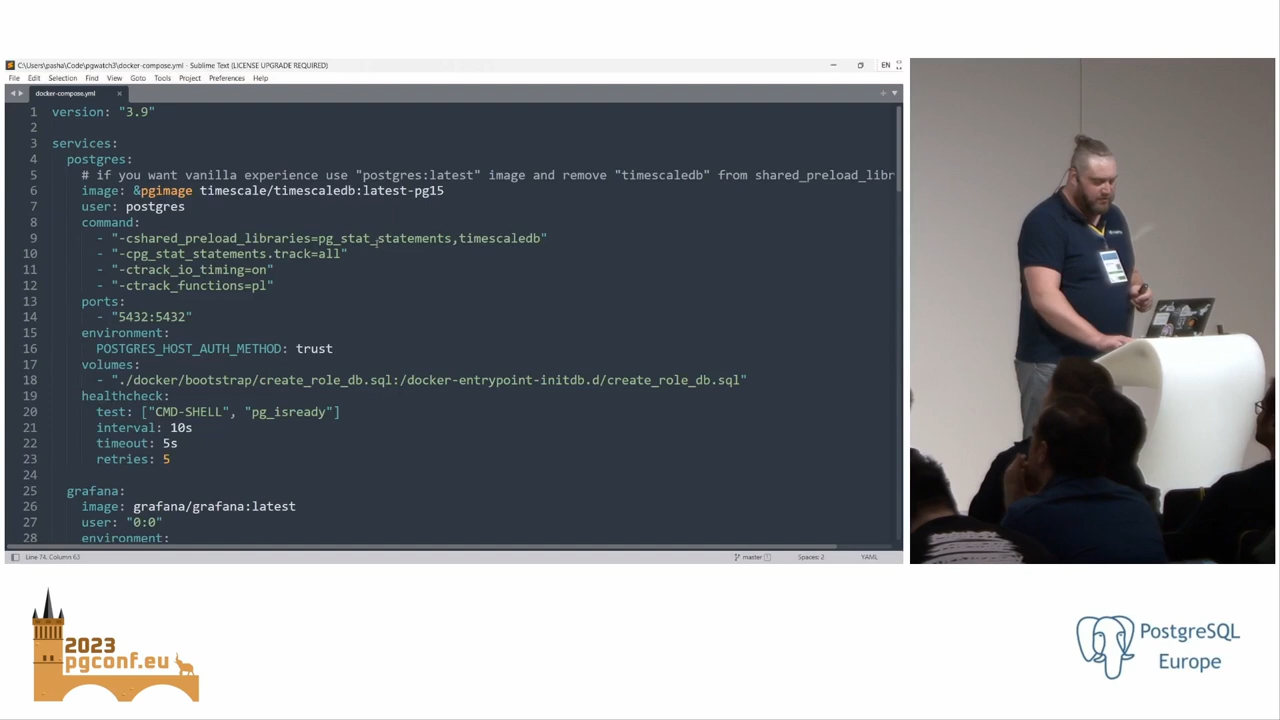 C:\Users\pasha\Code\pgwatch3\docker-compose.yml - Sublime Text (LICENSE UPGRADE REQUIRED)
EN
File Edit Selection Find View Goto Tools Project Preferences Help
docker-compose.yml
1 version: "3.9"
2
3 services:
4 postgres:
5 # if you want vanilla experience use "postgres:latest" image and remove "timescaledb" from shared_preload_libr
6 image: &pgimage timescale/timescaledb:latest-pg15
7 user: postgres
8 command:
9 - "-cshared_preload_libraries=pg_stat_statements,timescaledb"
10 - "-cpg_stat_statements.track=all"
11 - "-ctrack_io_timing=on"
12 - "-ctrack_functions=pl"
13 ports:
14 - "5432:5432"
15 environment:
16 POSTGRES_HOST_AUTH_METHOD: trust
17 volumes:
18 - "./docker/bootstrap/create_role_db.sql:/docker-entrypoint-initdb.d/create_role_db.sql"
19 healthcheck:
20 test: ["CMD-SHELL", "pg_isready"]
21 interval: 10s
22 timeout: 5s
23 retries: 5
24
25 grafana:
26 image: grafana/grafana:latest
27 user: "0:0"
28 environment:
Line 74, Column 63
master
Spaces: 2
YAML
2023
pgconf.eu
PostgreSQL
Europe